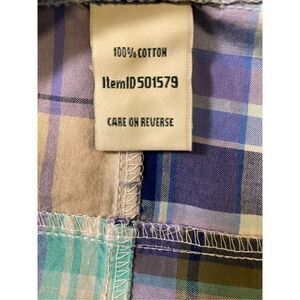 100% COTTON
ItemID501579
CARE ON REVERSE